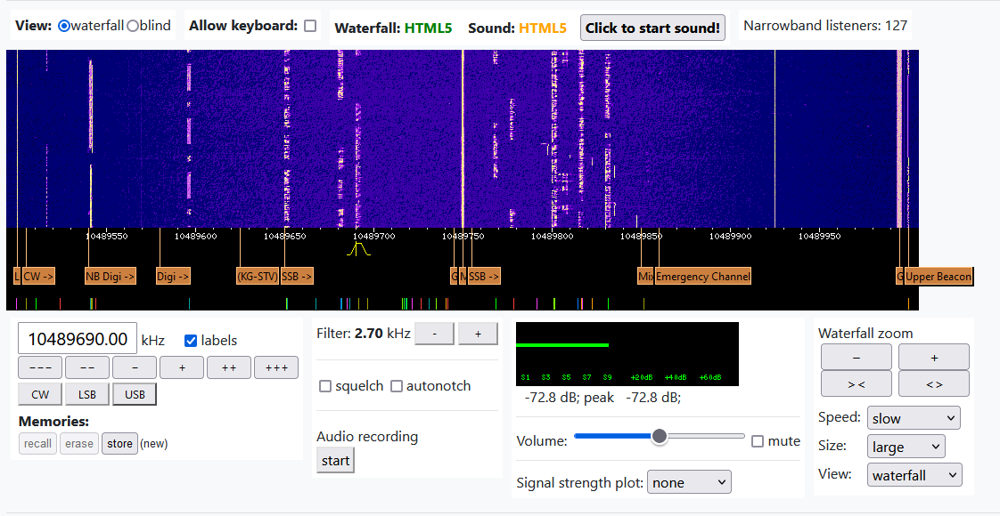 View: waterfall blind Allow keyboard: Waterfall: HTML5 Sound: HTML5 Click to start sound! Narrowband listeners: 127
10489550 10489600 10489650 10489700 10489750 10489800 10489850 10489900 10489950
L CW -> NB Digi -> Digi -> (KG-STV) SSB -> G M SSB -> Mix Emergency Channel G Upper Beacon
10489690.00 kHz labels
--- -- - + ++ +++
CW LSB USB
Memories:
recall erase store (new)
Filter: 2.70 kHz - +
squelch autonotch
Audio recording
start
S1 S3 S5 S7 S9 +20dB +40dB +60dB
-72.8 dB; peak -72.8 dB;
Volume: mute
Signal strength plot: none
Waterfall zoom
− +
> < < >
Speed: slow
Size: large
View: waterfall